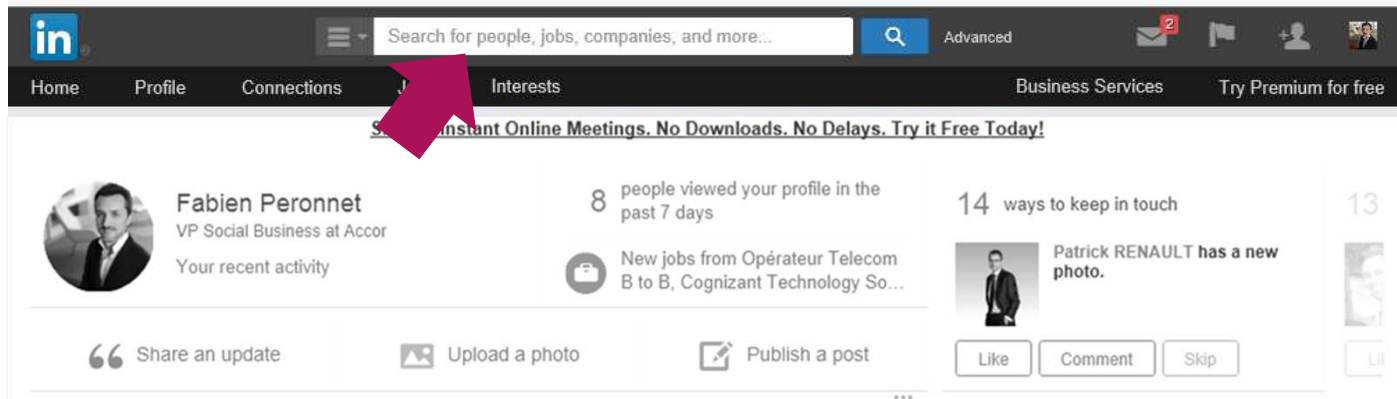 in
Search for people, jobs, companies, and more...
Advanced
2
Home Profile Connections Interests Business Services Try Premium for free
Instant Online Meetings. No Downloads. No Delays. Try it Free Today!
Fabien Peronnet
VP Social Business at Accor
Your recent activity
8 people viewed your profile in the
past 7 days
New jobs from Opérateur Telecom
B to B, Cognizant Technology So...
Share an update
Upload a photo
Publish a post
14 ways to keep in touch
Patrick RENAULT has a new
photo.
Like
Comment
Skip
13